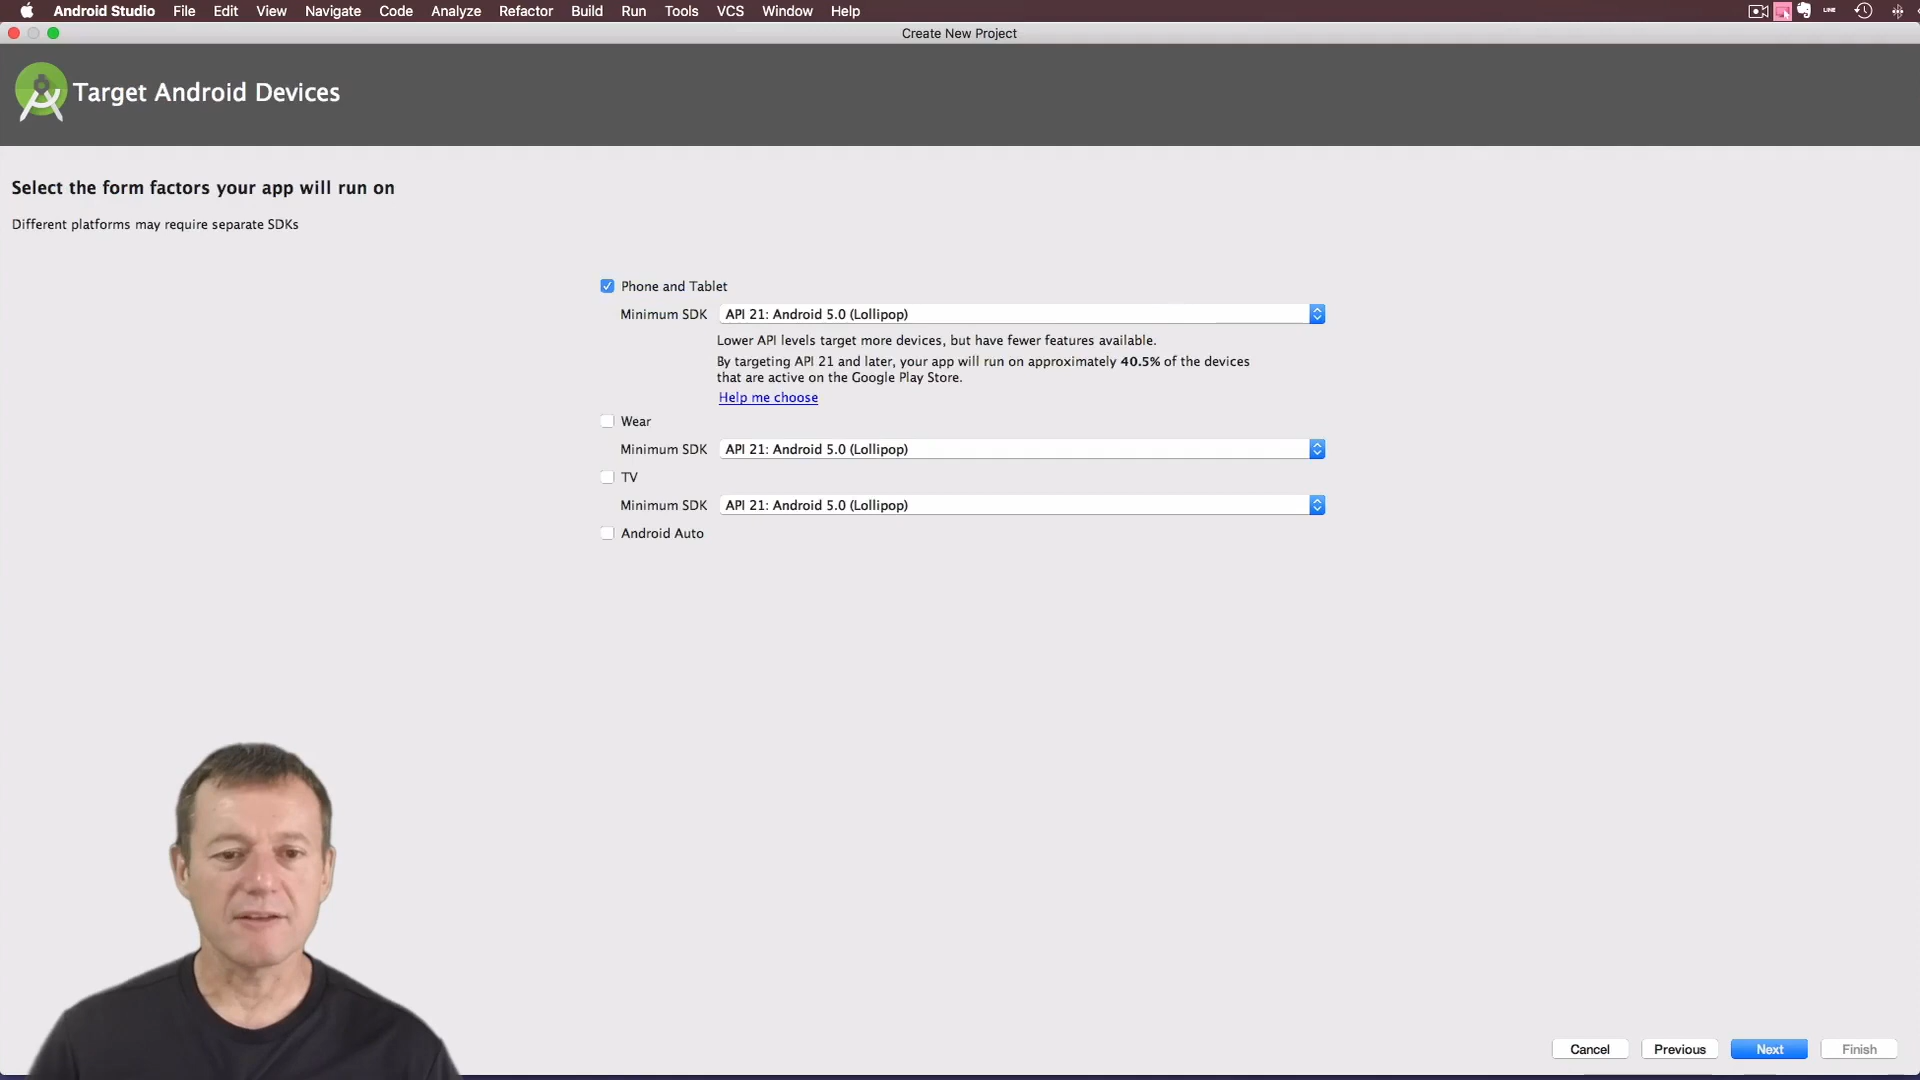 Android Studio File Edit View Navigate Code Analyze Refactor Build Run Tools VCS Window Help LINE
Create New Project
Target Android Devices
Select the form factors your app will run on
Different platforms may require separate SDKs
Phone and Tablet
Minimum SDK API 21: Android 5.0 (Lollipop)
Lower API levels target more devices, but have fewer features available.
By targeting API 21 and later, your app will run on approximately 40.5% of the devices
that are active on the Google Play Store.
Help me choose
Wear
Minimum SDK API 21: Android 5.0 (Lollipop)
TV
Minimum SDK API 21: Android 5.0 (Lollipop)
Android Auto
Cancel Previous Next Finish